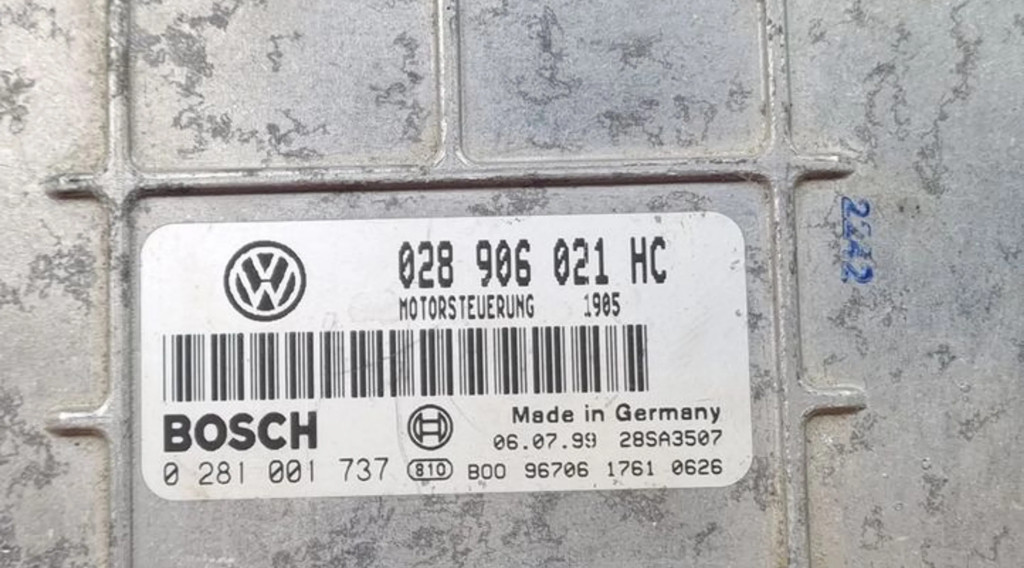 028 906 021 HC
MOTORSTEUERUNG 1905
BOSCH
Made in Germany
06.07.99 28SA3507
0 281 001 737 810 B00 96706 1761 0626
2242